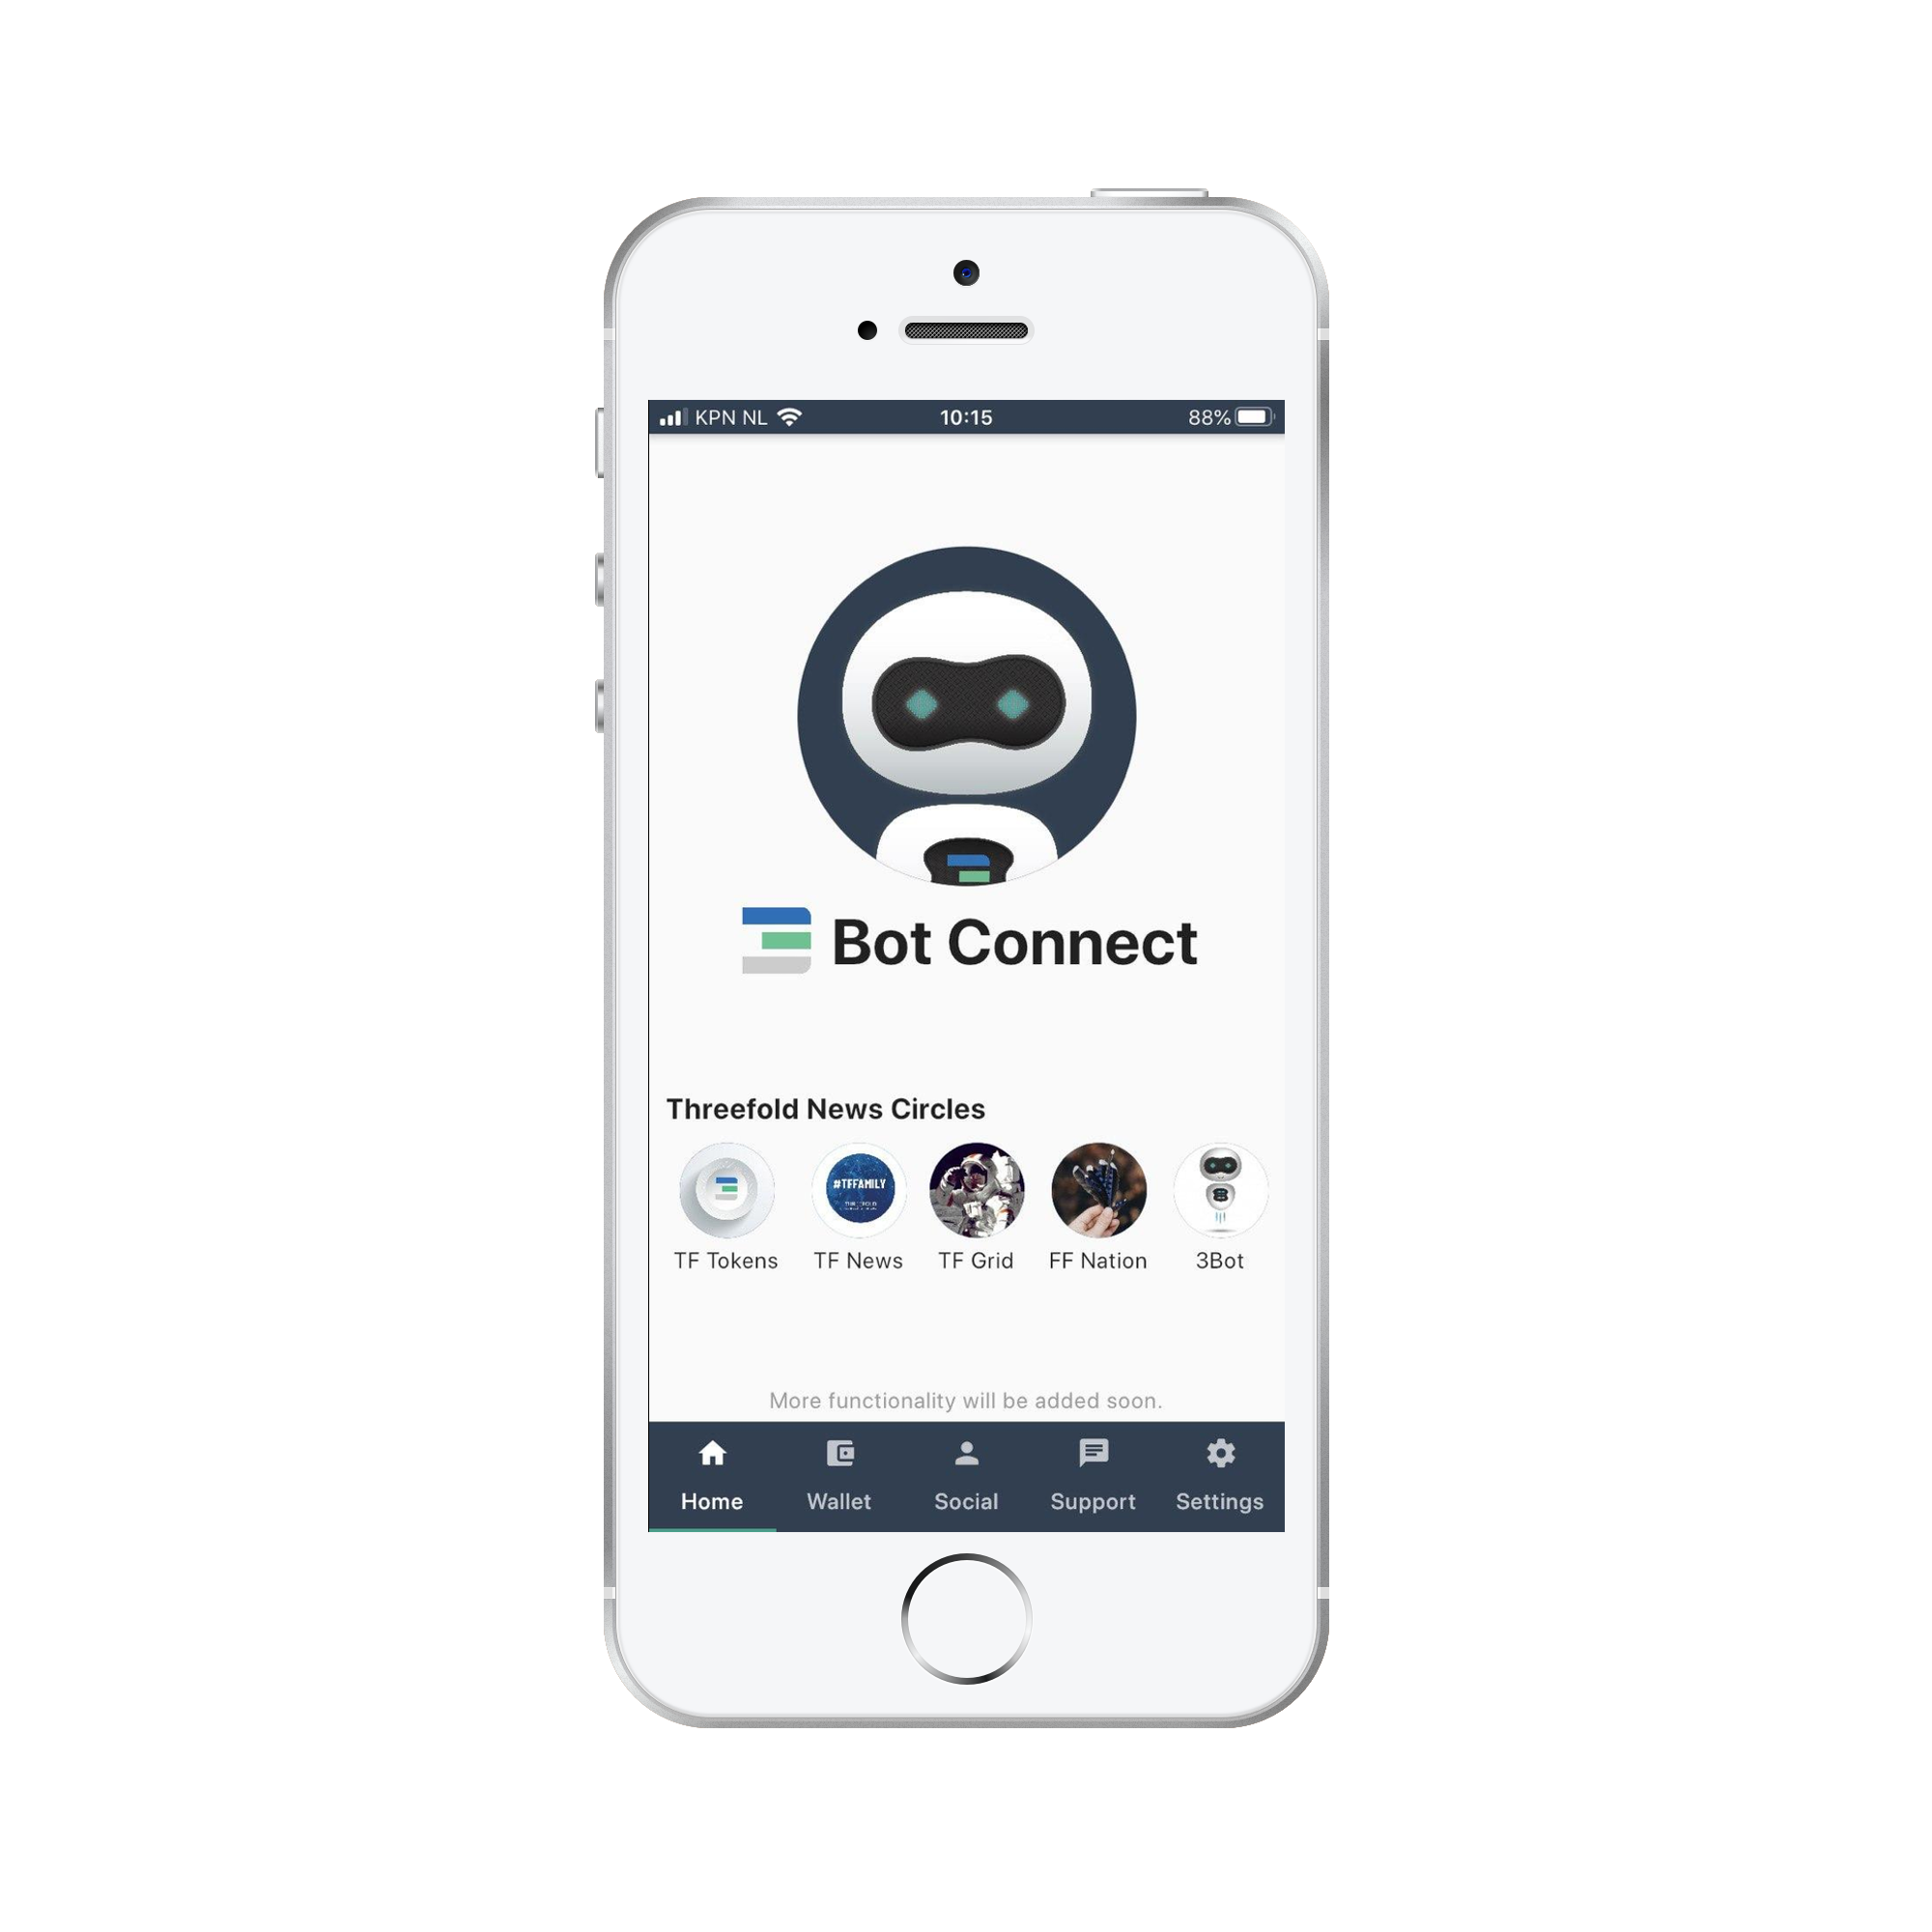 KPN NL 10:15 88%
Bot Connect
Threefold News Circles
#TFFAMILY
TF Tokens TF News TF Grid FF Nation 3Bot
More functionality will be added soon.
Home Wallet Social Support Settings